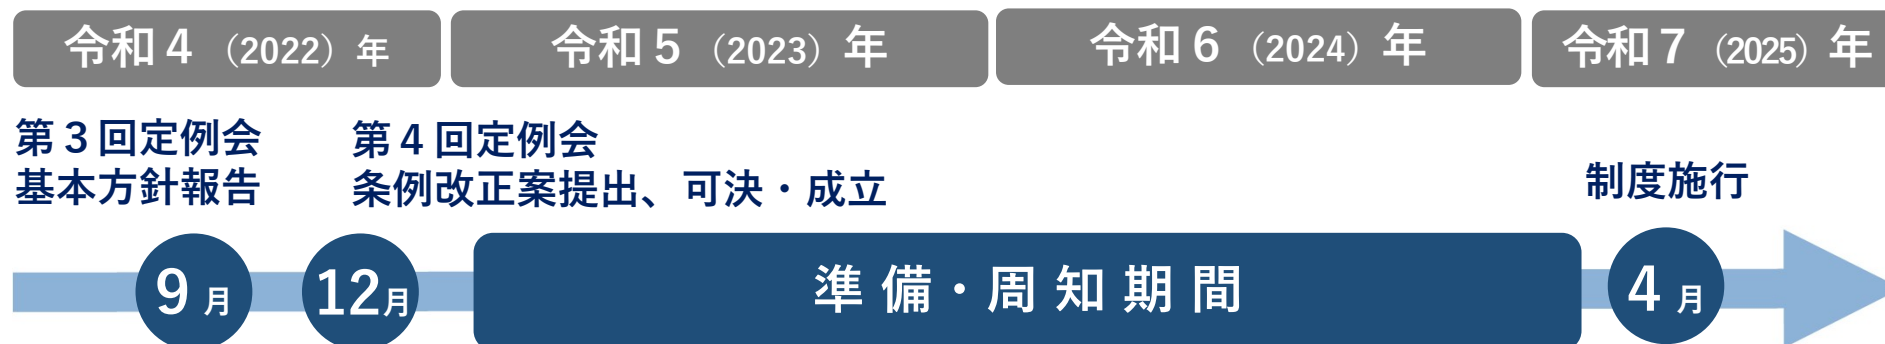 令和4（2022）年
令和5（2023）年
令和6（2024）年
令和7（2025）年
第3回定例会
基本方針報告
第4回定例会
条例改正案提出、可決・成立
制度施行
9月
12月
準備・周知期間
4月